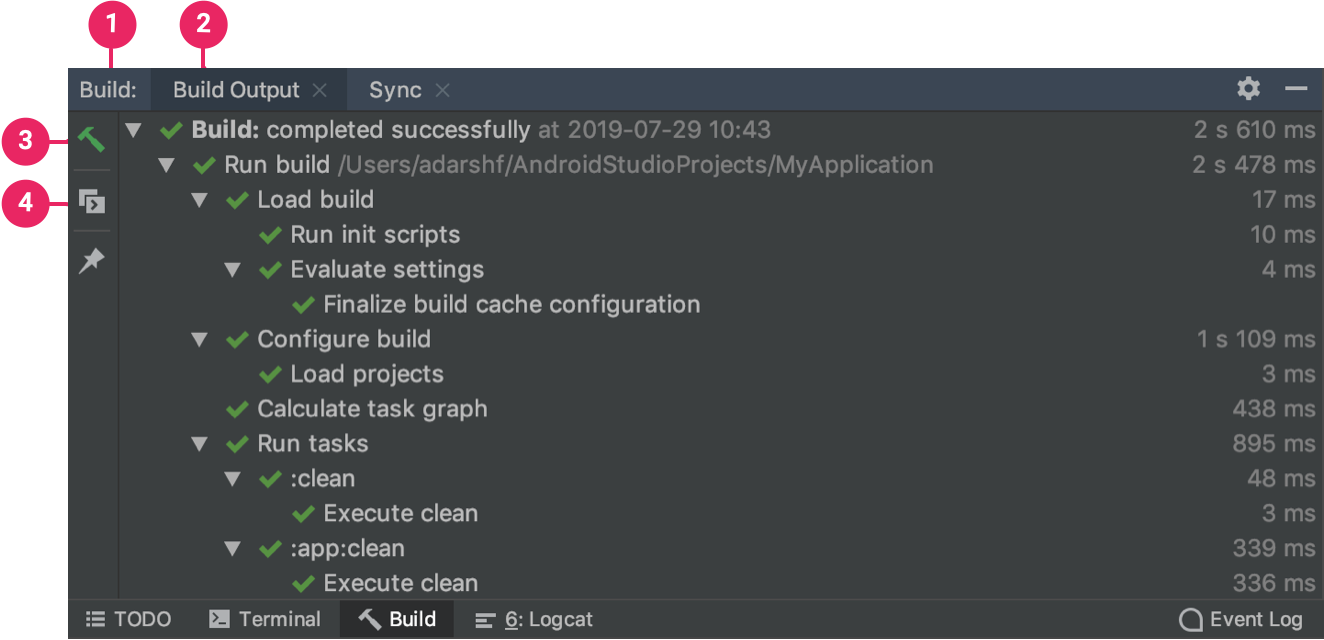 1 2
Build: Build Output Sync
3
4
Build: completed successfully at 2019-07-29 10:43 2 s 610 ms
Run build /Users/adarshf/AndroidStudioProjects/MyApplication 2 s 478 ms
Load build 17 ms
Run init scripts 10 ms
Evaluate settings 4 ms
Finalize build cache configuration
Configure build 1 s 109 ms
Load projects 3 ms
Calculate task graph 438 ms
Run tasks 895 ms
:clean 48 ms
Execute clean 3 ms
:app:clean 339 ms
Execute clean 336 ms
TODO Terminal Build 6: Logcat Event Log